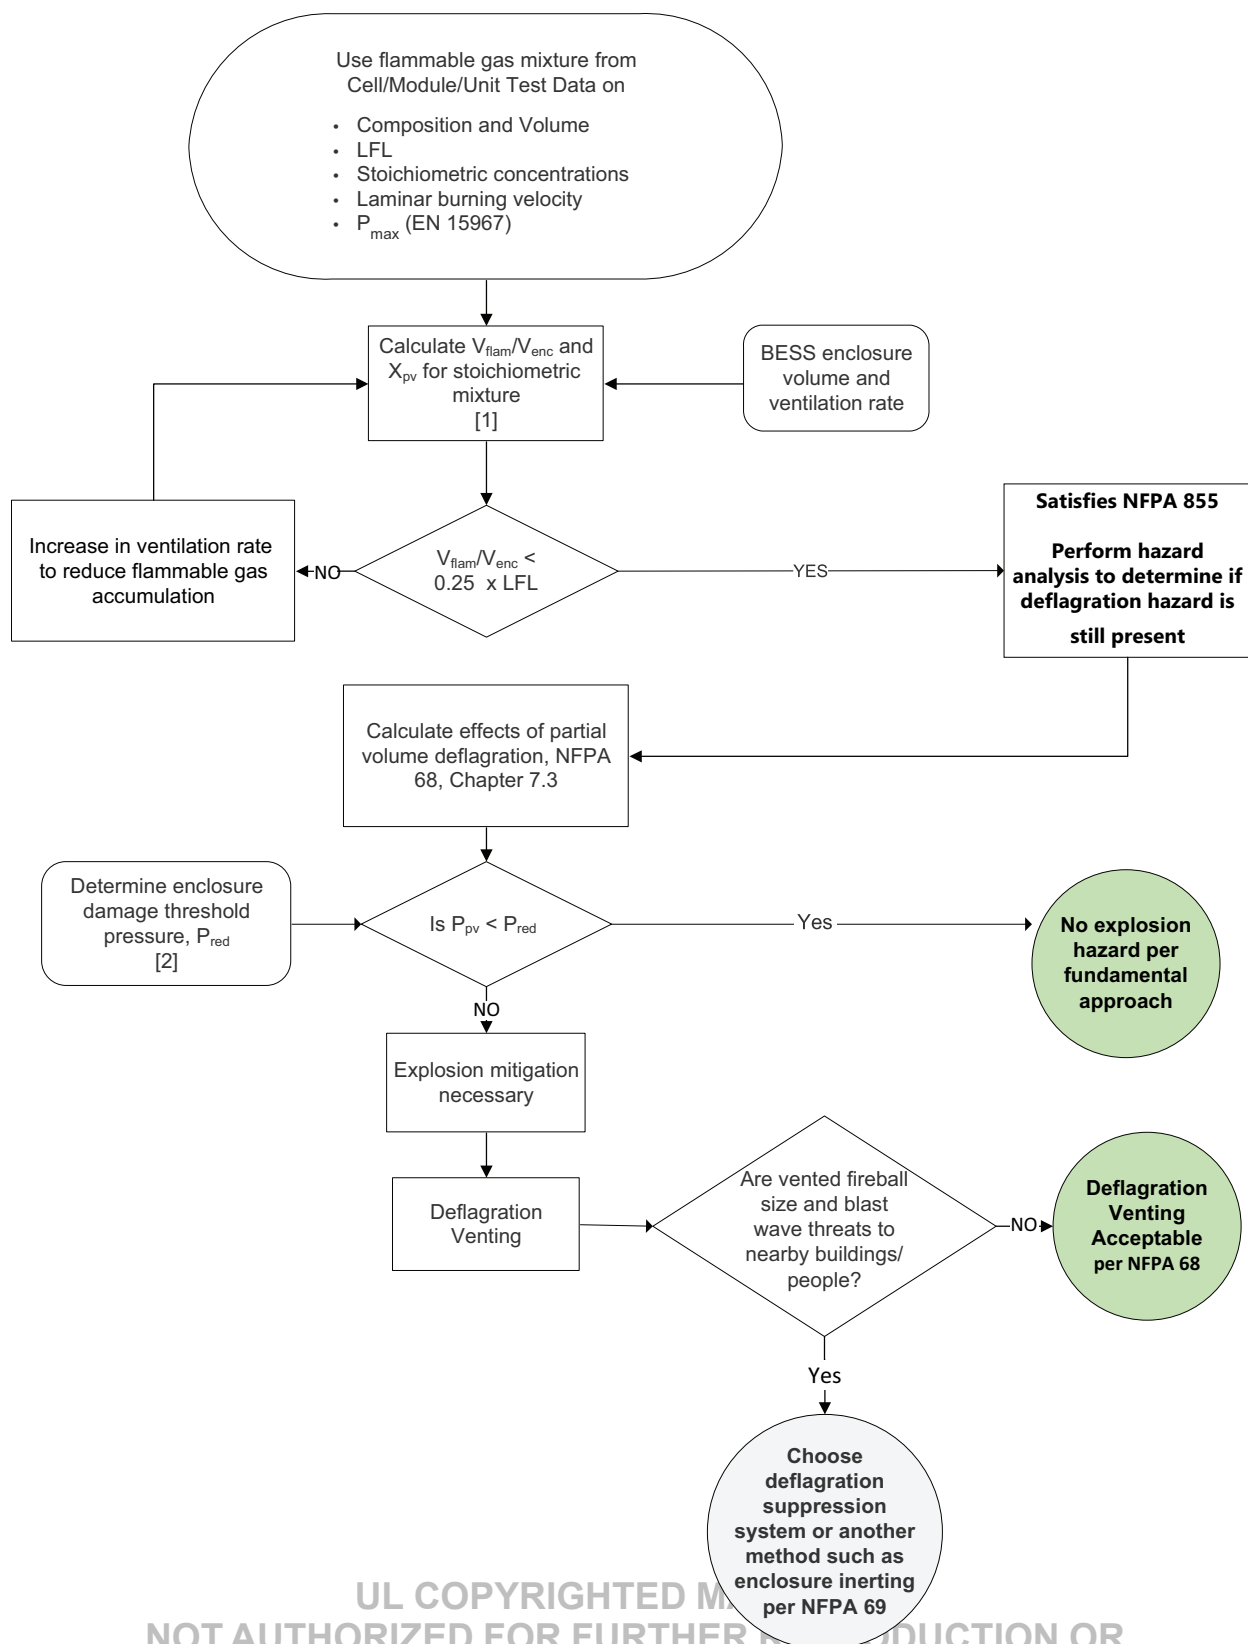 Use flammable gas mixture from
Cell/Module/Unit Test Data on
• Composition and Volume
• LFL
• Stoichiometric concentrations
• Laminar burning velocity
• Pmax (EN 15967)
Calculate Vflam/Venc and
Xpv for stoichiometric
mixture
[1]
BESS enclosure
volume and
ventilation rate
Increase in ventilation rate
to reduce flammable gas
accumulation
NO
Vflam/Venc <
0.25 x LFL
YES
Satisfies NFPA 855
Perform hazard
analysis to determine if
deflagration hazard is
still present
Calculate effects of partial
volume deflagration, NFPA
68, Chapter 7.3
Determine enclosure
damage threshold
pressure, Pred
[2]
Is Ppv < Pred
Yes
No explosion
hazard per
fundamental
approach
NO
Explosion mitigation
necessary
Deflagration
Venting
Are vented fireball
size and blast
wave threats to
nearby buildings/
people?
NO
Deflagration
Venting
Acceptable
per NFPA 68
Yes
Choose
deflagration
suppression
system or another
method such as
enclosure inerting
per NFPA 69
UL COPYRIGHTED
NOT AUTHORIZED FOR FURTHER OR